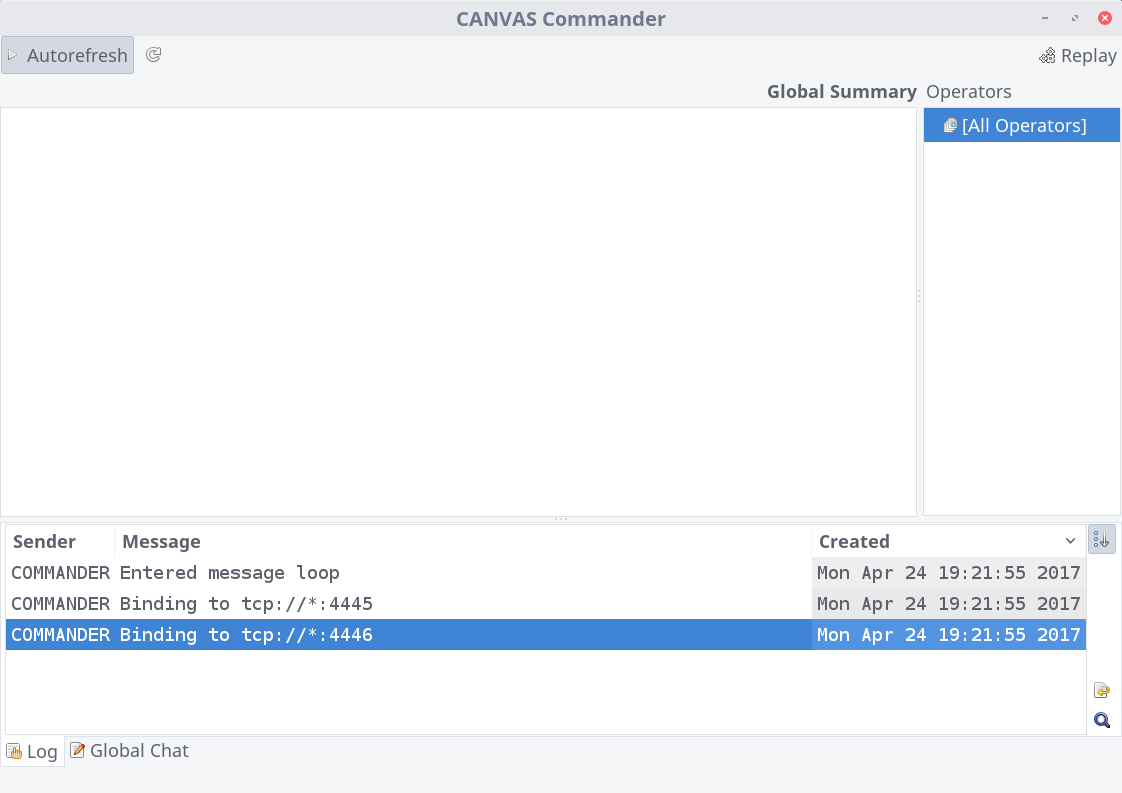 CANVAS Commander
Autorefresh
Replay
Global Summary
Operators
[All Operators]
Sender Message Created
COMMANDER Entered message loop Mon Apr 24 19:21:55 2017
COMMANDER Binding to tcp://*:4445 Mon Apr 24 19:21:55 2017
COMMANDER Binding to tcp://*:4446 Mon Apr 24 19:21:55 2017
Log
Global Chat